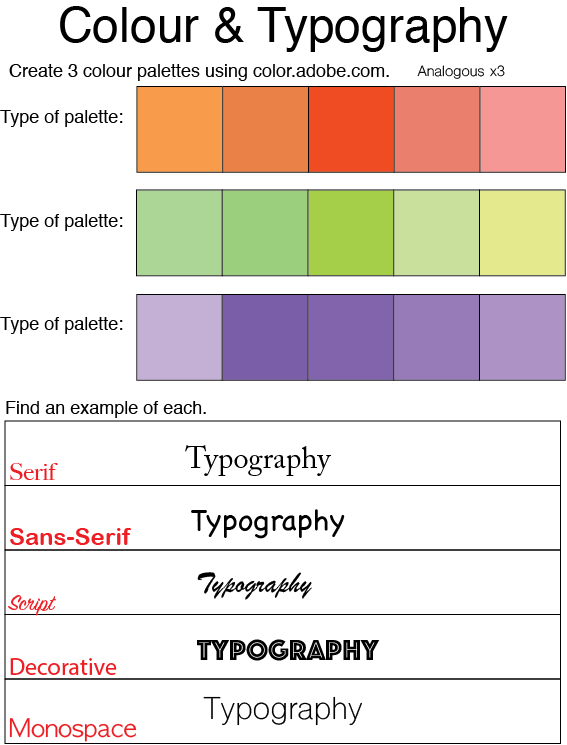 Colour & Typography
Create 3 colour palettes using color.adobe.com. Analogous x3
Type of palette:
Type of palette:
Type of palette:
Find an example of each.
Serif Typography
Sans-Serif Typography
Script Typography
Decorative TYPOGRAPHY
Monospace Typography